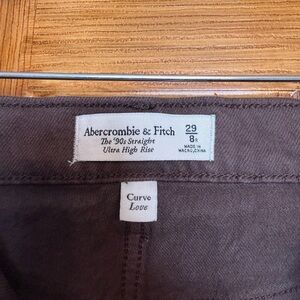 Abercrombie & Fitch
The '90s Straight
Ultra High Rise
29
8s
MADE IN
MACAU, CHINA
Curve
Love